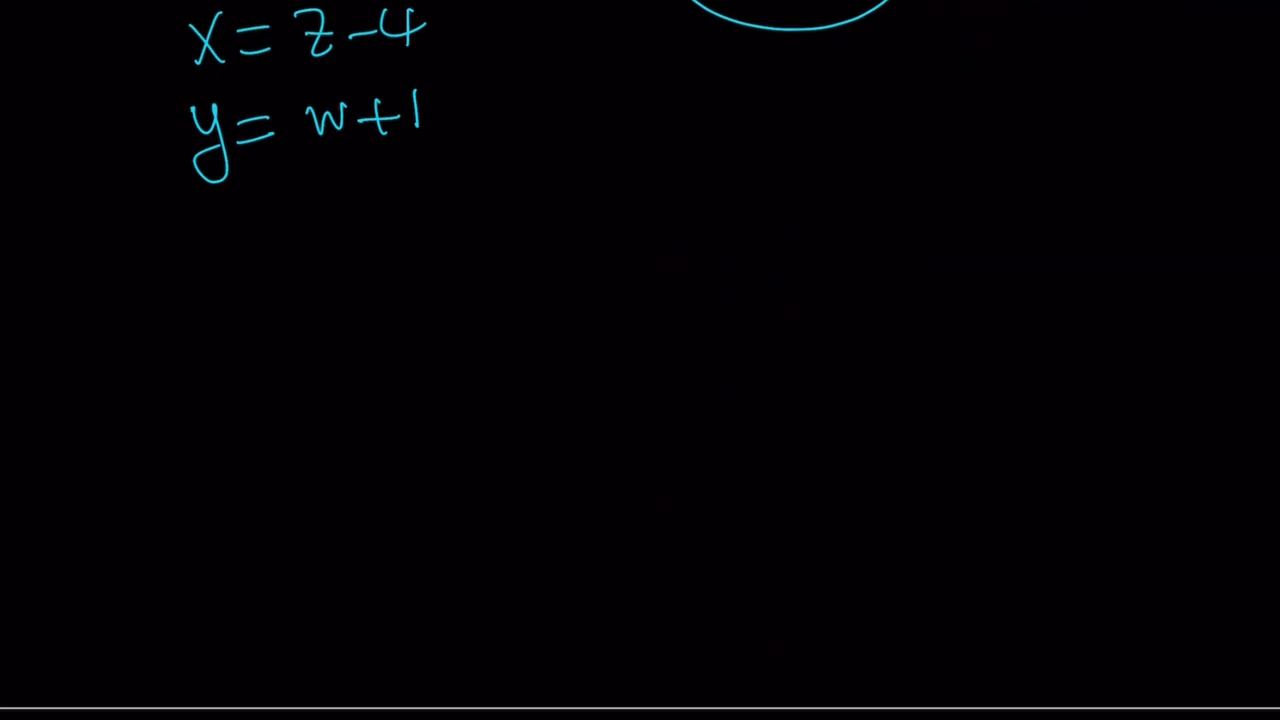 x = z - 4
y = w + 1